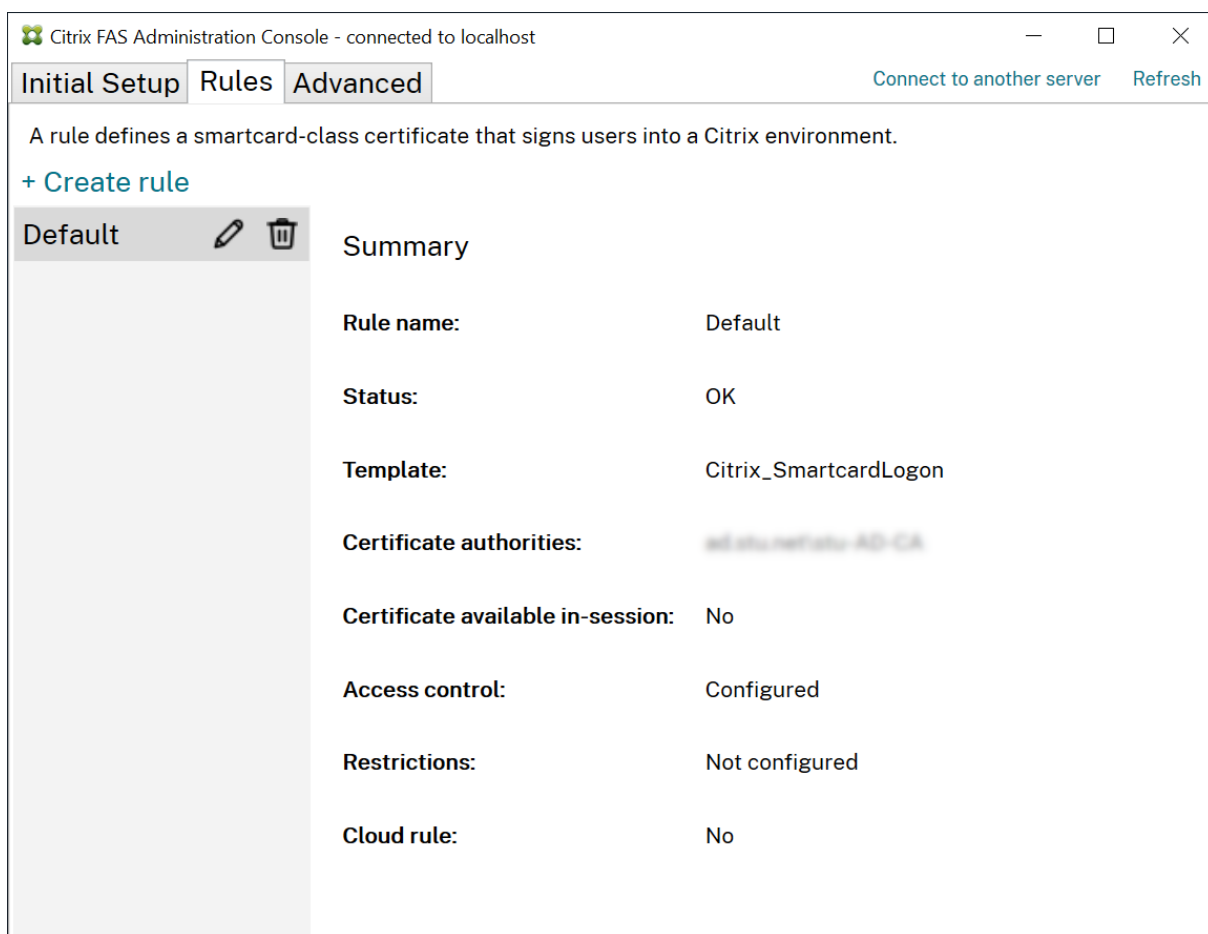 Citrix FAS Administration Console - connected to localhost
Initial Setup Rules Advanced Connect to another server Refresh
A rule defines a smartcard-class certificate that signs users into a Citrix environment.
+ Create rule
Default
Summary
Rule name: Default
Status: OK
Template: Citrix_SmartcardLogon
Certificate authorities:
Certificate available in-session: No
Access control: Configured
Restrictions: Not configured
Cloud rule: No